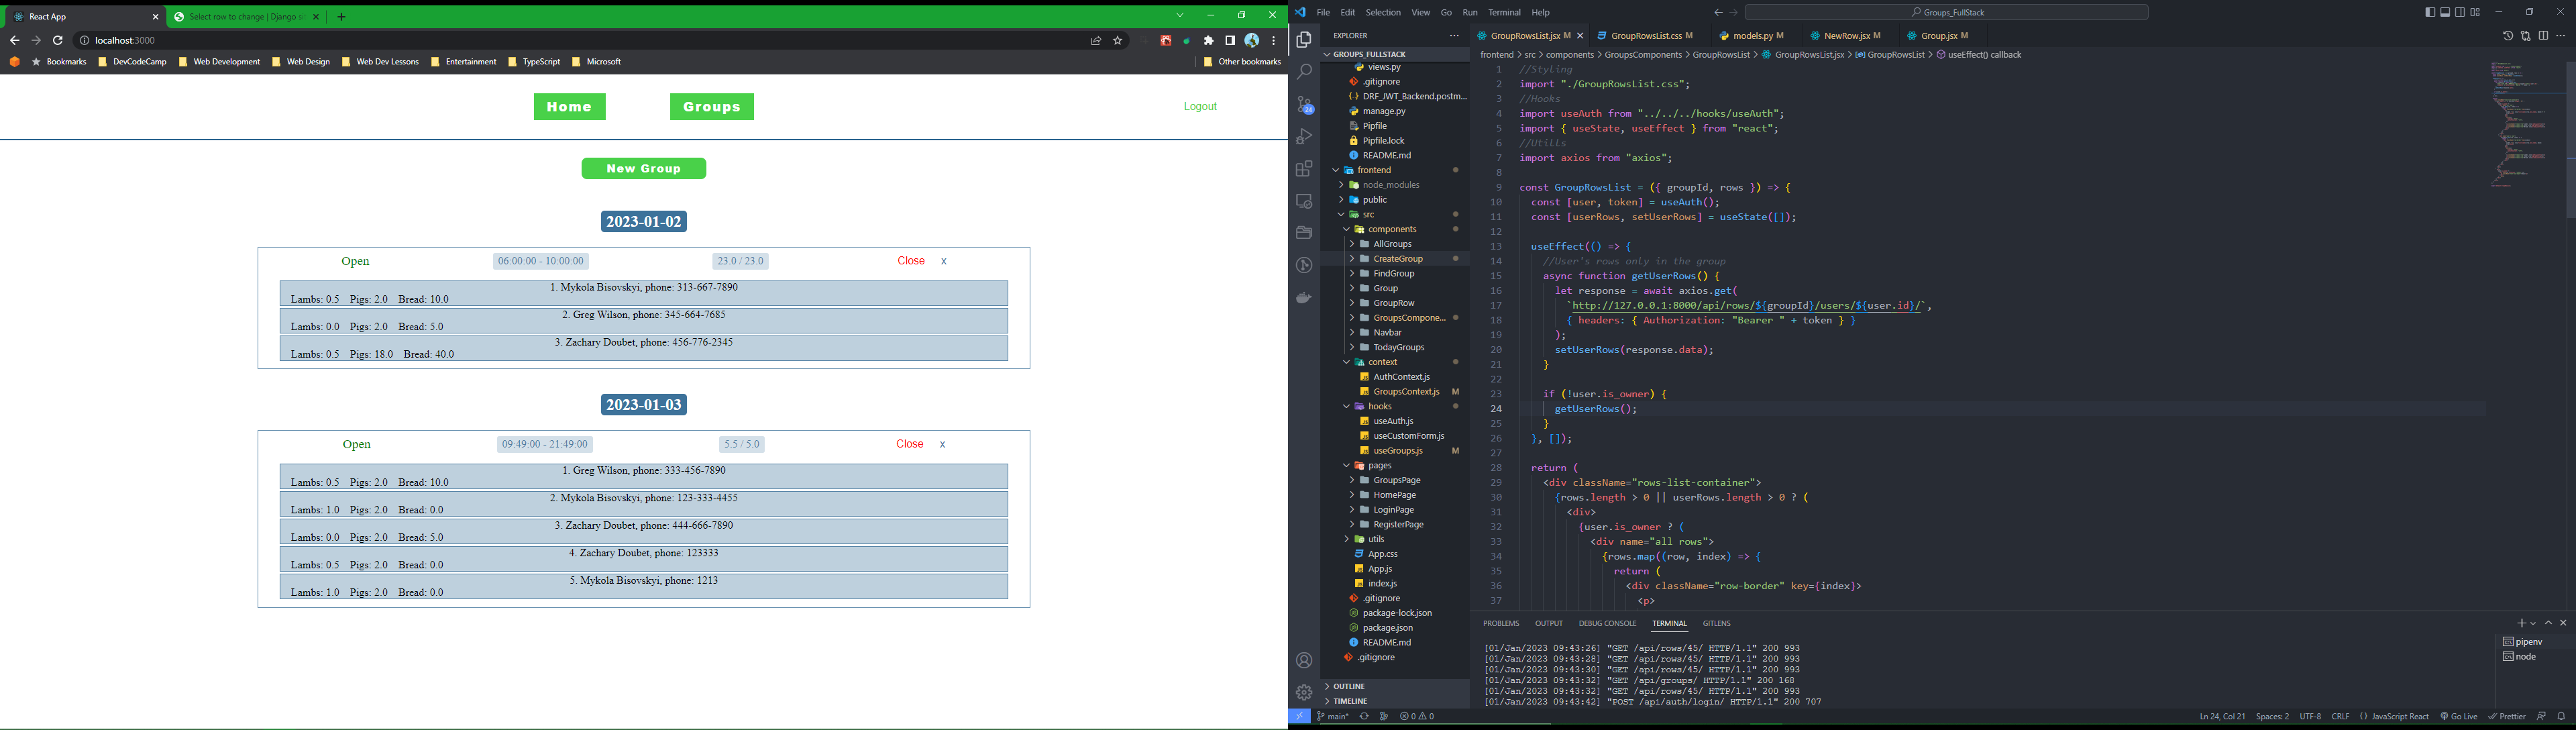 React App
Select row to change | Django si
localhost:3000
Bookmarks DevCodeCamp Web Development Web Design Web Dev Lessons Entertainment TypeScript Microsoft Other bookmarks
Home Groups Logout
New Group
2023-01-02
Open 06:00:00 - 10:00:00 23.0 / 23.0 Close x
1. Mykola Bisovskyi, phone: 313-667-7890
Lambs: 0.5 Pigs: 2.0 Bread: 10.0
2. Greg Wilson, phone: 345-664-7685
Lambs: 0.0 Pigs: 2.0 Bread: 5.0
3. Zachary Doubet, phone: 456-776-2345
Lambs: 0.5 Pigs: 18.0 Bread: 40.0
2023-01-03
Open 09:49:00 - 21:49:00 5.5 / 5.0 Close x
1. Greg Wilson, phone: 333-456-7890
Lambs: 0.5 Pigs: 2.0 Bread: 10.0
2. Mykola Bisovskyi, phone: 123-333-4455
Lambs: 1.0 Pigs: 2.0 Bread: 0.0
3. Zachary Doubet, phone: 444-666-7890
Lambs: 0.0 Pigs: 2.0 Bread: 5.0
4. Zachary Doubet, phone: 123333
Lambs: 0.5 Pigs: 2.0 Bread: 0.0
5. Mykola Bisovskyi, phone: 1213
Lambs: 1.0 Pigs: 2.0 Bread: 0.0
File Edit Selection View Go Run Terminal Help
Groups_FullStack
EXPLORER
GROUPS_FULLSTACK
views.py
.gitignore
DRF_JWT_Backend.postm...
manage.py
Pipfile
Pipfile.lock
README.md
frontend
node_modules
public
src
components
AllGroups
CreateGroup
FindGroup
Group
GroupRow
GroupsCompone...
Navbar
TodayGroups
context
AuthContext.js
GroupsContext.js M
hooks
useAuth.js
useCustomForm.js
useGroups.js M
pages
GroupsPage
HomePage
LoginPage
RegisterPage
utils
App.css
App.js
index.js
.gitignore
package-lock.json
package.json
README.md
.gitignore
OUTLINE
TIMELINE
24
GroupRowsList.jsx M GroupRowsList.css M models.py M NewRow.jsx M Group.jsx M
frontend > src > components > GroupsComponents > GroupRowsList > GroupRowsList.jsx > GroupRowsList > useEffect() callback
1 //Styling
2 import "./GroupRowsList.css";
3 //Hooks
4 import useAuth from "../../../hooks/useAuth";
5 import { useState, useEffect } from "react";
6 //Utills
7 import axios from "axios";
8
9 const GroupRowsList = ({ groupId, rows }) => {
10 const [user, token] = useAuth();
11 const [userRows, setUserRows] = useState([]);
12
13 useEffect(() => {
14 //User's rows only in the group
15 async function getUserRows() {
16 let response = await axios.get(
17 `http://127.0.0.1:8000/api/rows/${groupId}/users/${user.id}/`,
18 { headers: { Authorization: "Bearer " + token } }
19 );
20 setUserRows(response.data);
21 }
22
23 if (!user.is_owner) {
24 getUserRows();
25 }
26 }, []);
27
28 return (
29 <div className="rows-list-container">
30 {rows.length > 0 || userRows.length > 0 ? (
31 <div>
32 {user.is_owner ? (
33 <div name="all rows">
34 {rows.map((row, index) => {
35 return (
36 <div className="row-border" key={index}>
37 <p>
PROBLEMS OUTPUT DEBUG CONSOLE TERMINAL GITLENS
[01/Jan/2023 09:43:26] "GET /api/rows/45/ HTTP/1.1" 200 993
[01/Jan/2023 09:43:28] "GET /api/rows/45/ HTTP/1.1" 200 993
[01/Jan/2023 09:43:30] "GET /api/rows/45/ HTTP/1.1" 200 993
[01/Jan/2023 09:43:32] "GET /api/groups/ HTTP/1.1" 200 168
[01/Jan/2023 09:43:32] "GET /api/rows/45/ HTTP/1.1" 200 993
[01/Jan/2023 09:43:42] "POST /api/auth/login/ HTTP/1.1" 200 707
pipenv
node
main* 0 0 Ln 24, Col 21 Spaces: 2 UTF-8 CRLF JavaScript React Go Live Prettier